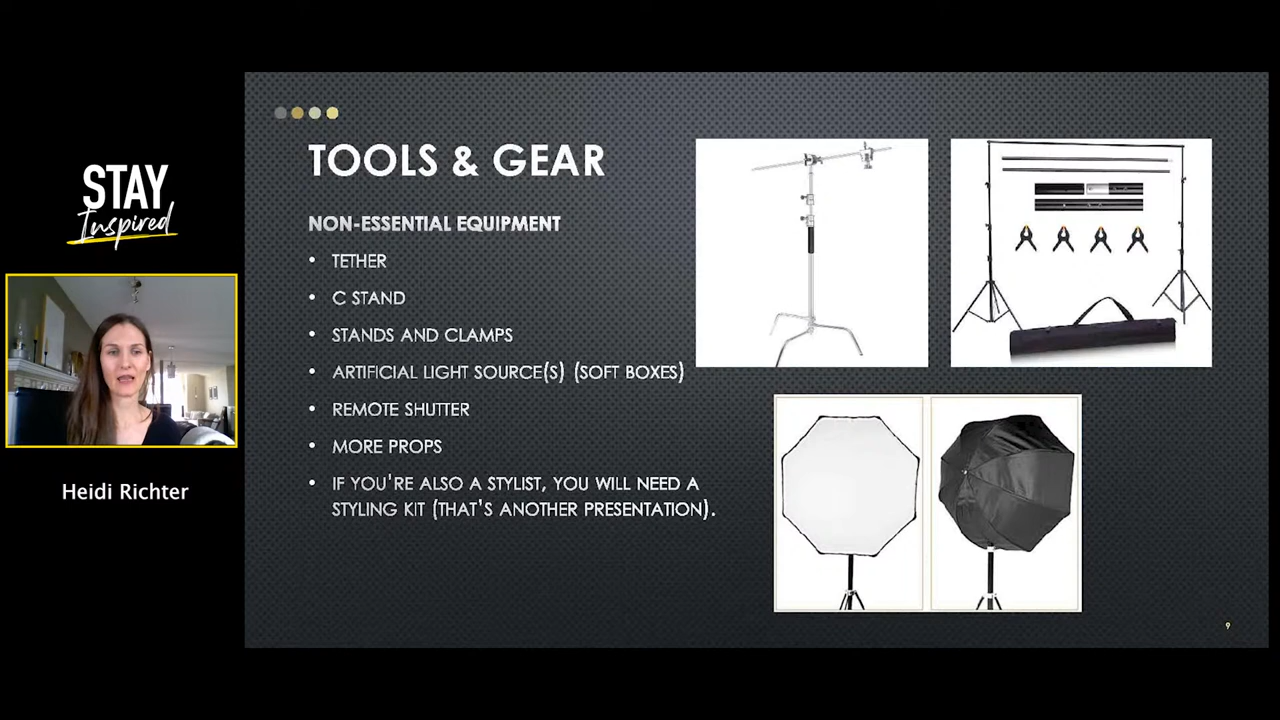 STAY
Inspired
Heidi Richter
TOOLS & GEAR
NON-ESSENTIAL EQUIPMENT
• TETHER
• C STAND
• STANDS AND CLAMPS
• ARTIFICIAL LIGHT SOURCE(S) (SOFT BOXES)
• REMOTE SHUTTER
• MORE PROPS
• IF YOU'RE ALSO A STYLIST, YOU WILL NEED A
STYLING KIT (THAT'S ANOTHER PRESENTATION).
9